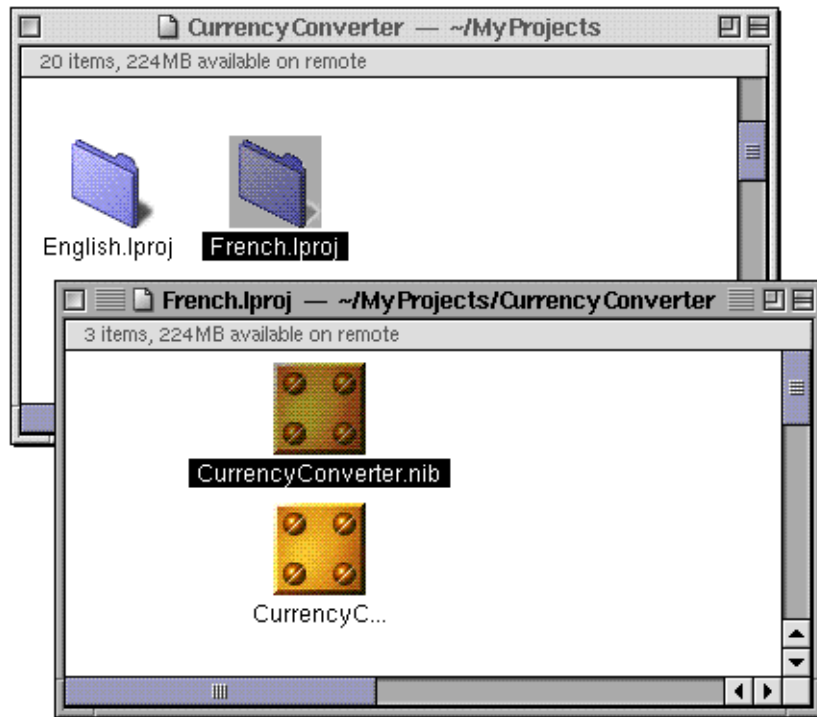 CurrencyConverter — ~/MyProjects
20 items, 224MB available on remote
English.lproj
French.lproj
French.lproj — ~/MyProjects/CurrencyConverter
3 items, 224MB available on remote
CurrencyConverter.nib
CurrencyC...